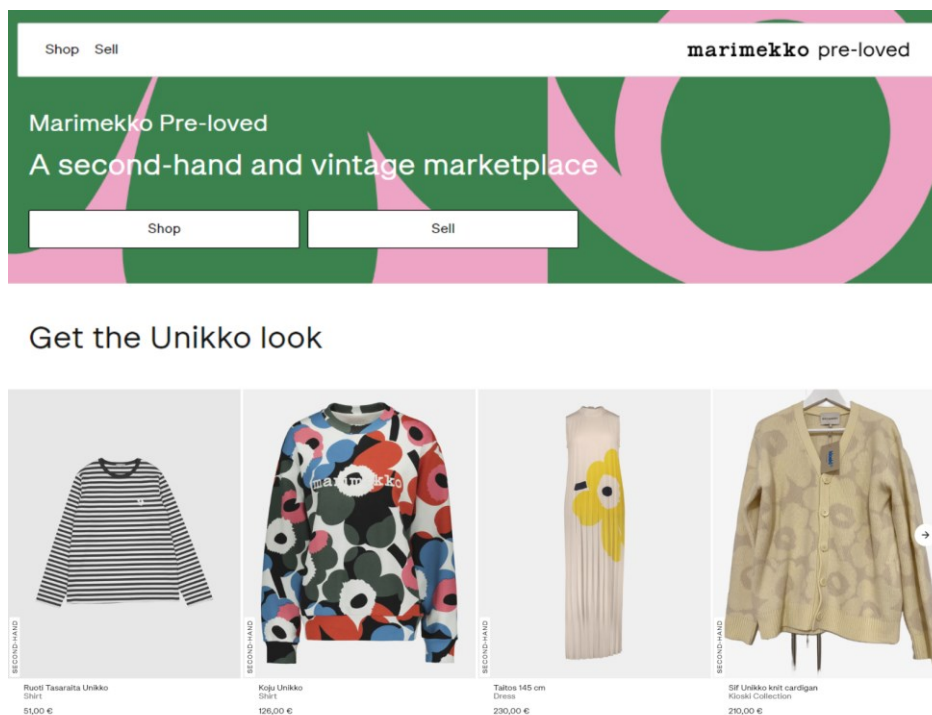 Shop Sell
marimekko pre-loved
Marimekko Pre-loved
A second-hand and vintage marketplace
Shop
Sell
Get the Unikko look
marimekko
SECOND-HAND
SECOND-HAND
SECOND-HAND
SECOND-HAND
Ruoti Tasaraita Unikko
Shirt
51,00 €
Koju Unikko
Shirt
126,00 €
Taitos 145 cm
Dress
230,00 €
Sif Unikko knit cardigan
Kioski Collection
210,00 €